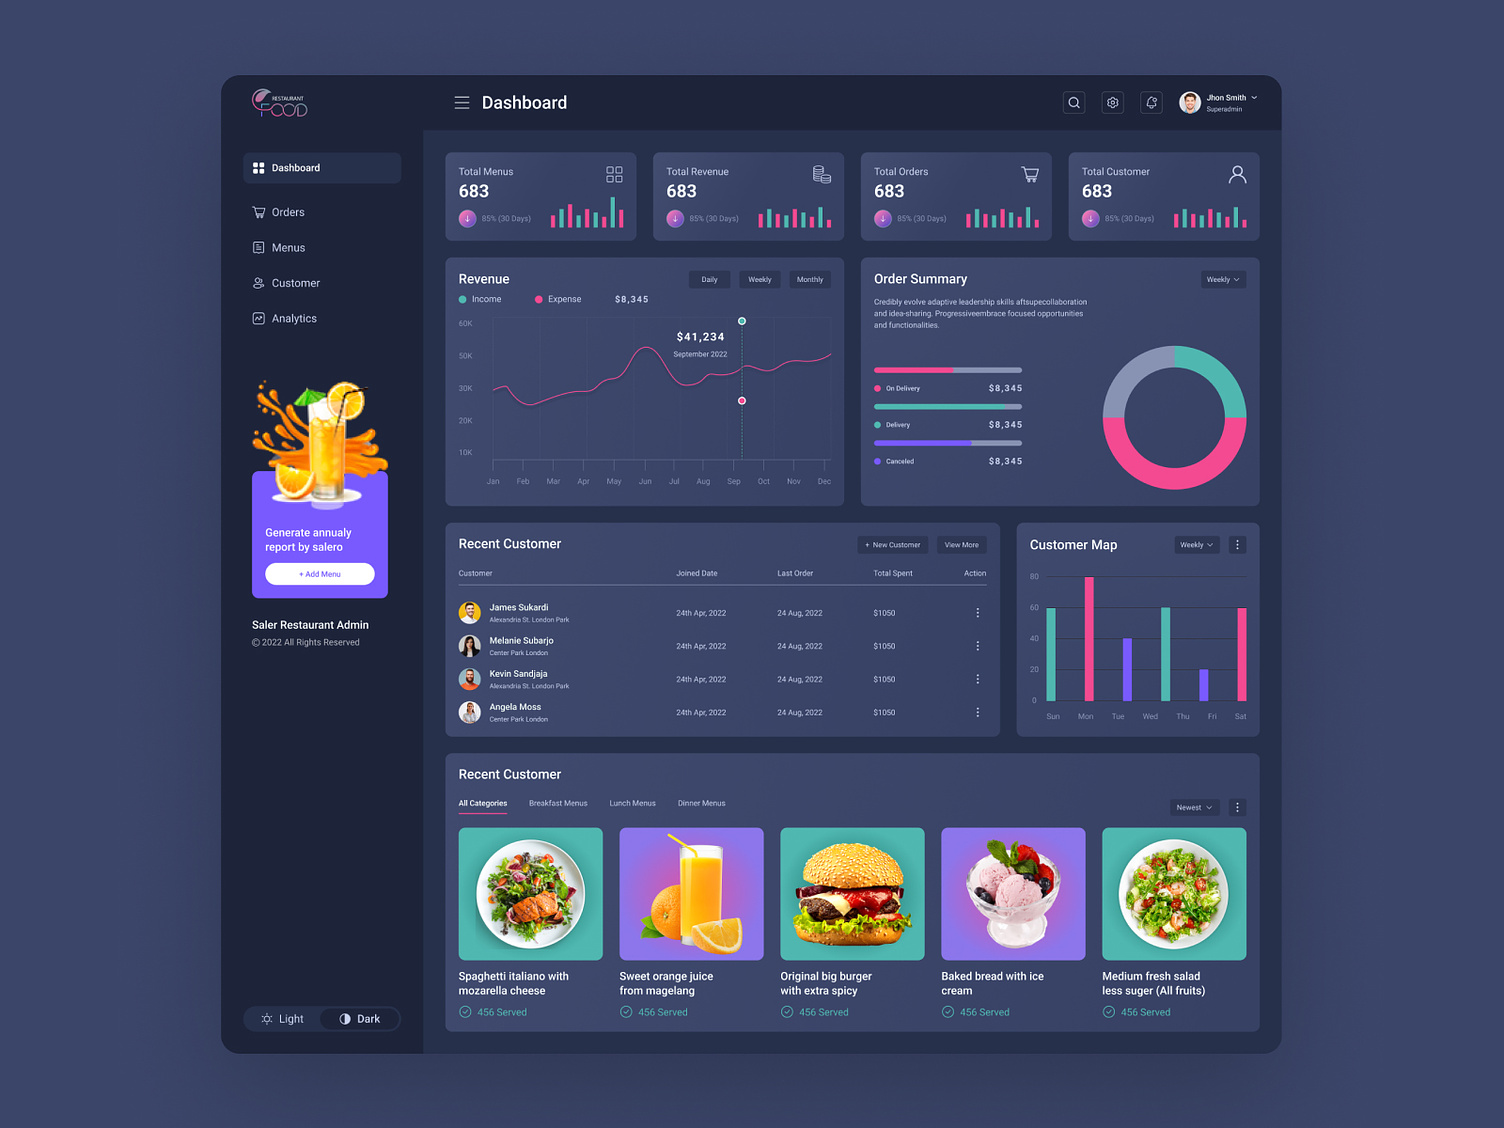 RESTAURANT
FOOD
Dashboard
Jhon Smith
Superadmin
Dashboard
Orders
Menus
Customer
Analytics
Generate annualy
report by salero
+ Add Menu
Saler Restaurant Admin
© 2022 All Rights Reserved
Light
Dark
Total Menus
683
85% (30 Days)
Total Revenue
683
85% (30 Days)
Total Orders
683
85% (30 Days)
Total Customer
683
85% (30 Days)
Revenue
Daily
Weekly
Monthly
Income
Expense
$8,345
60K
50K
30K
20K
10K
$41,234
September 2022
Jan Feb Mar Apr May Jun Jul Aug Sep Oct Nov Dec
Order Summary
Weekly
Credibly evolve adaptive leadership skills aftsupecollaboration
and idea-sharing. Progressiveembrace focused opportunities
and functionalities.
On Delivery $8,345
Delivery $8,345
Canceled $8,345
Recent Customer
+ New Customer
View More
Customer Joined Date Last Order Total Spent Action
James Sukardi
Alexandria St. London Park
24th Apr, 2022 24 Aug, 2022 $1050
Melanie Subarjo
Center Park London
24th Apr, 2022 24 Aug, 2022 $1050
Kevin Sandjaja
Alexandria St. London Park
24th Apr, 2022 24 Aug, 2022 $1050
Angela Moss
Center Park London
24th Apr, 2022 24 Aug, 2022 $1050
Customer Map
Weekly
80
60
40
20
0
Sun Mon Tue Wed Thu Fri Sat
Recent Customer
All Categories Breakfast Menus Lunch Menus Dinner Menus
Newest
Spaghetti italiano with
mozarella cheese
456 Served
Sweet orange juice
from magelang
456 Served
Original big burger
with extra spicy
456 Served
Baked bread with ice
cream
456 Served
Medium fresh salad
less suger (All fruits)
456 Served